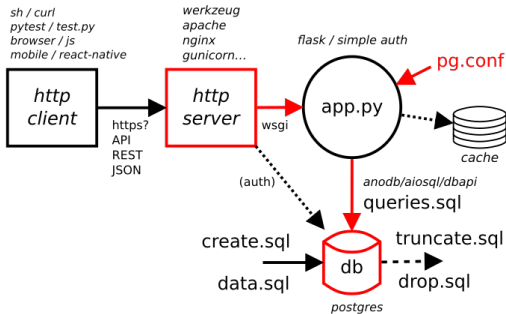 sh / curl
pytest / test.py
browser / js
mobile / react-native
http
client
https?
API
REST
JSON
werkzeug
apache
nginx
gunicorn...
http
server
wsgi
(auth)
flask / simple auth
app.py
pg.conf
cache
anodb/aiosql/dbapi
queries.sql
create.sql
data.sql
db
postgres
truncate.sql
drop.sql